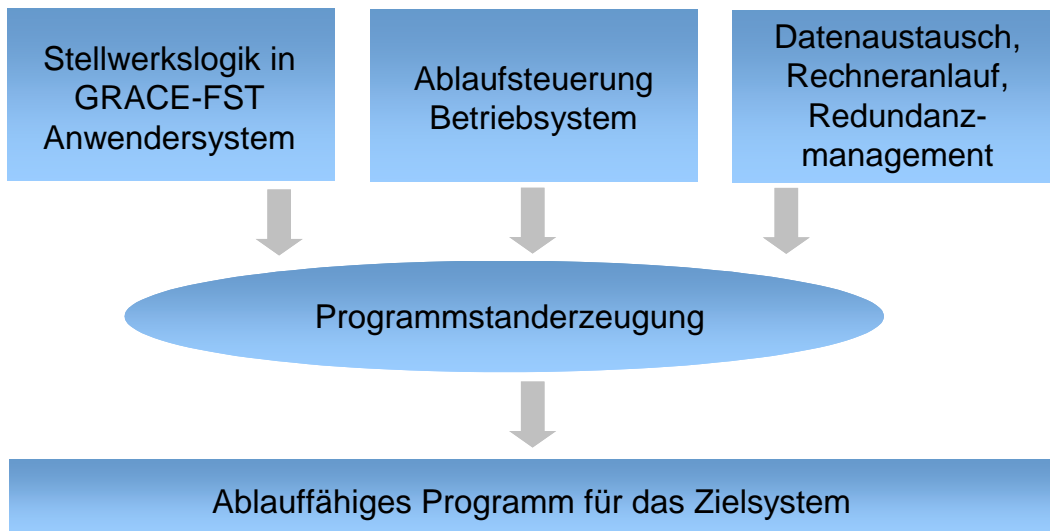 Stellwerkslogik in
GRACE-FST
Anwendersystem
Ablaufsteuerung
Betriebsystem
Datenaustausch,
Rechneranlauf,
Redundanz-
management
Programmstanderzeugung
Ablauffähiges Programm für das Zielsystem